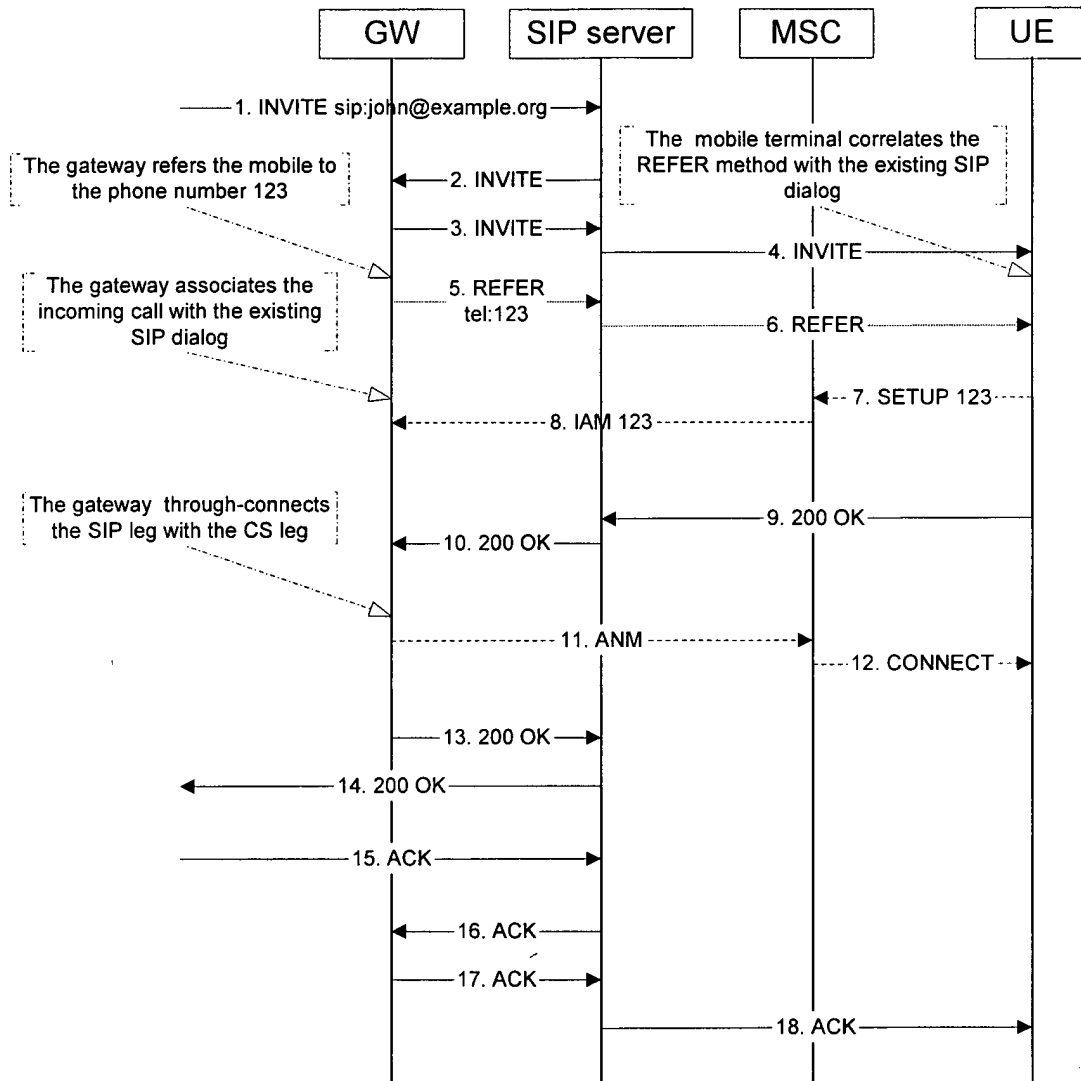 GW
SIP server
MSC
UE
1. INVITE sip:john@example.org
The mobile terminal correlates the
REFER method with the existing SIP
dialog
The gateway refers the mobile to
the phone number 123
2. INVITE
3. INVITE
4. INVITE
The gateway associates the
incoming call with the existing
SIP dialog
5. REFER
tel:123
6. REFER
7. SETUP 123
8. IAM 123
The gateway through-connects
the SIP leg with the CS leg
9. 200 OK
10. 200 OK
11. ANM
12. CONNECT
13. 200 OK
14. 200 OK
15. ACK
16. ACK
17. ACK
18. ACK